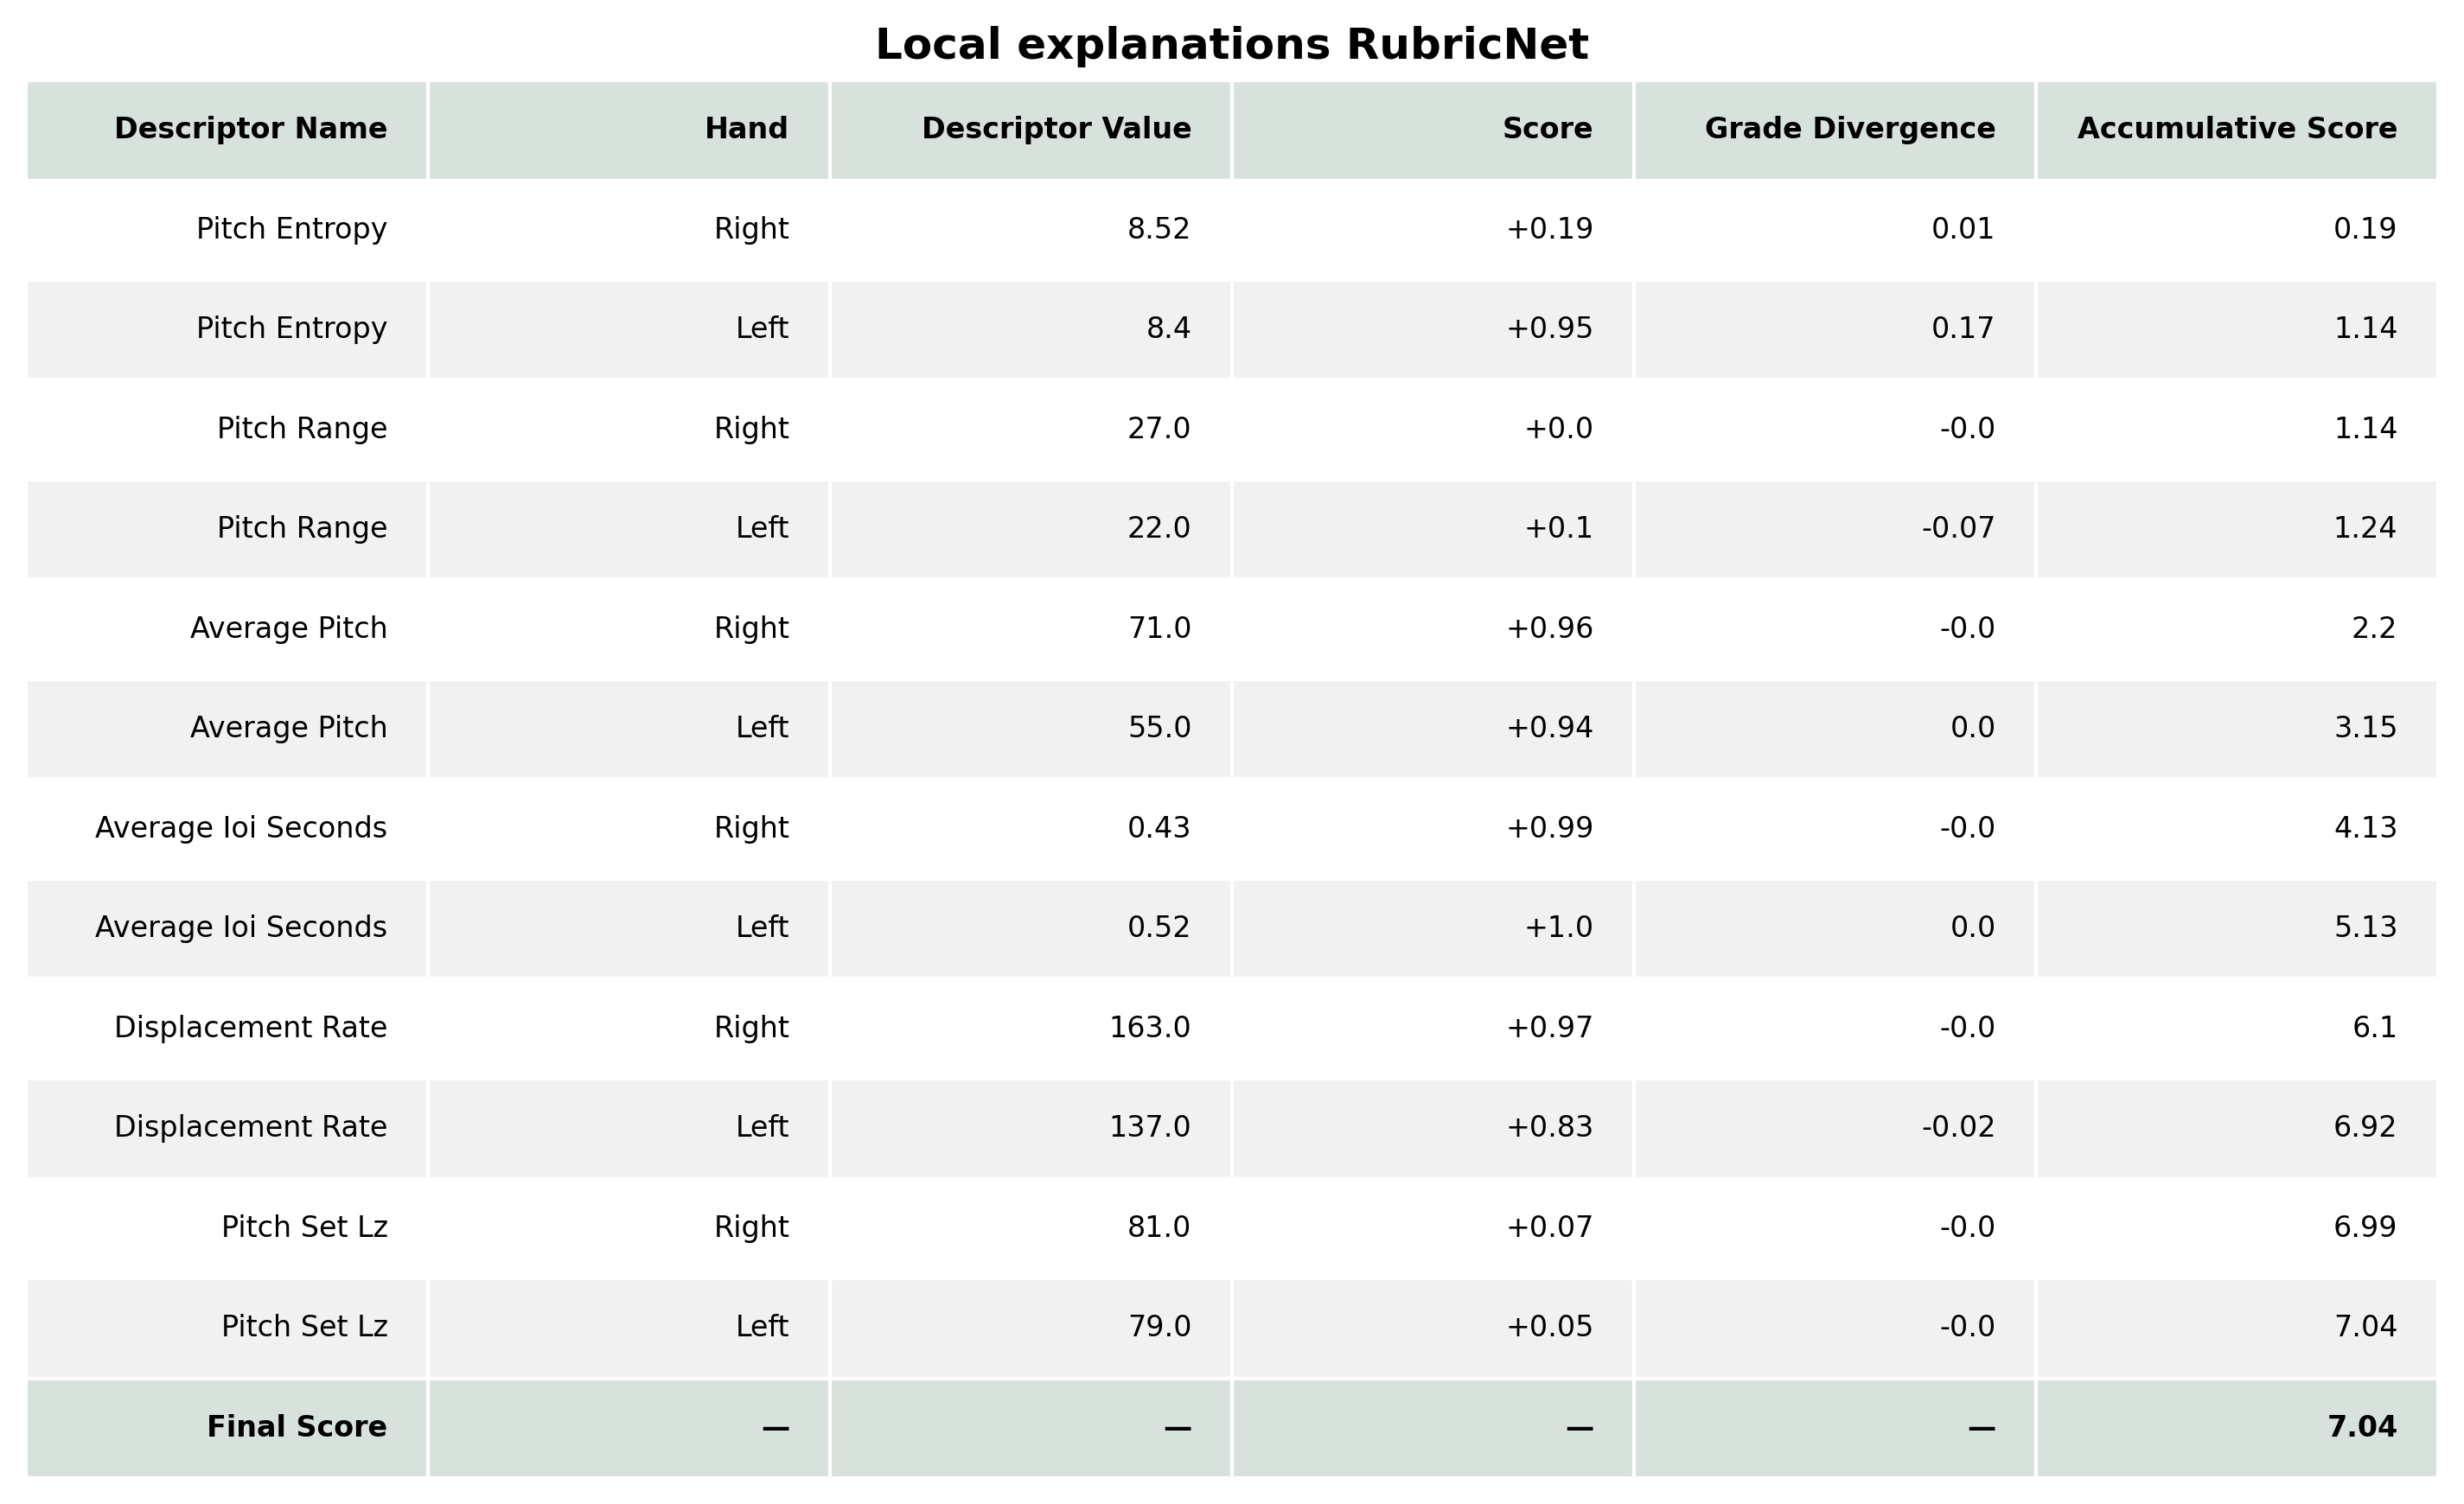 Local explanations RubricNet
Descriptor Name Hand Descriptor Value Score Grade Divergence Accumulative Score
Pitch Entropy Right 8.52 +0.19 0.01 0.19
Pitch Entropy Left 8.4 +0.95 0.17 1.14
Pitch Range Right 27.0 +0.0 -0.0 1.14
Pitch Range Left 22.0 +0.1 -0.07 1.24
Average Pitch Right 71.0 +0.96 -0.0 2.2
Average Pitch Left 55.0 +0.94 0.0 3.15
Average Ioi Seconds Right 0.43 +0.99 -0.0 4.13
Average Ioi Seconds Left 0.52 +1.0 0.0 5.13
Displacement Rate Right 163.0 +0.97 -0.0 6.1
Displacement Rate Left 137.0 +0.83 -0.02 6.92
Pitch Set Lz Right 81.0 +0.07 -0.0 6.99
Pitch Set Lz Left 79.0 +0.05 -0.0 7.04
Final Score — — — — 7.04